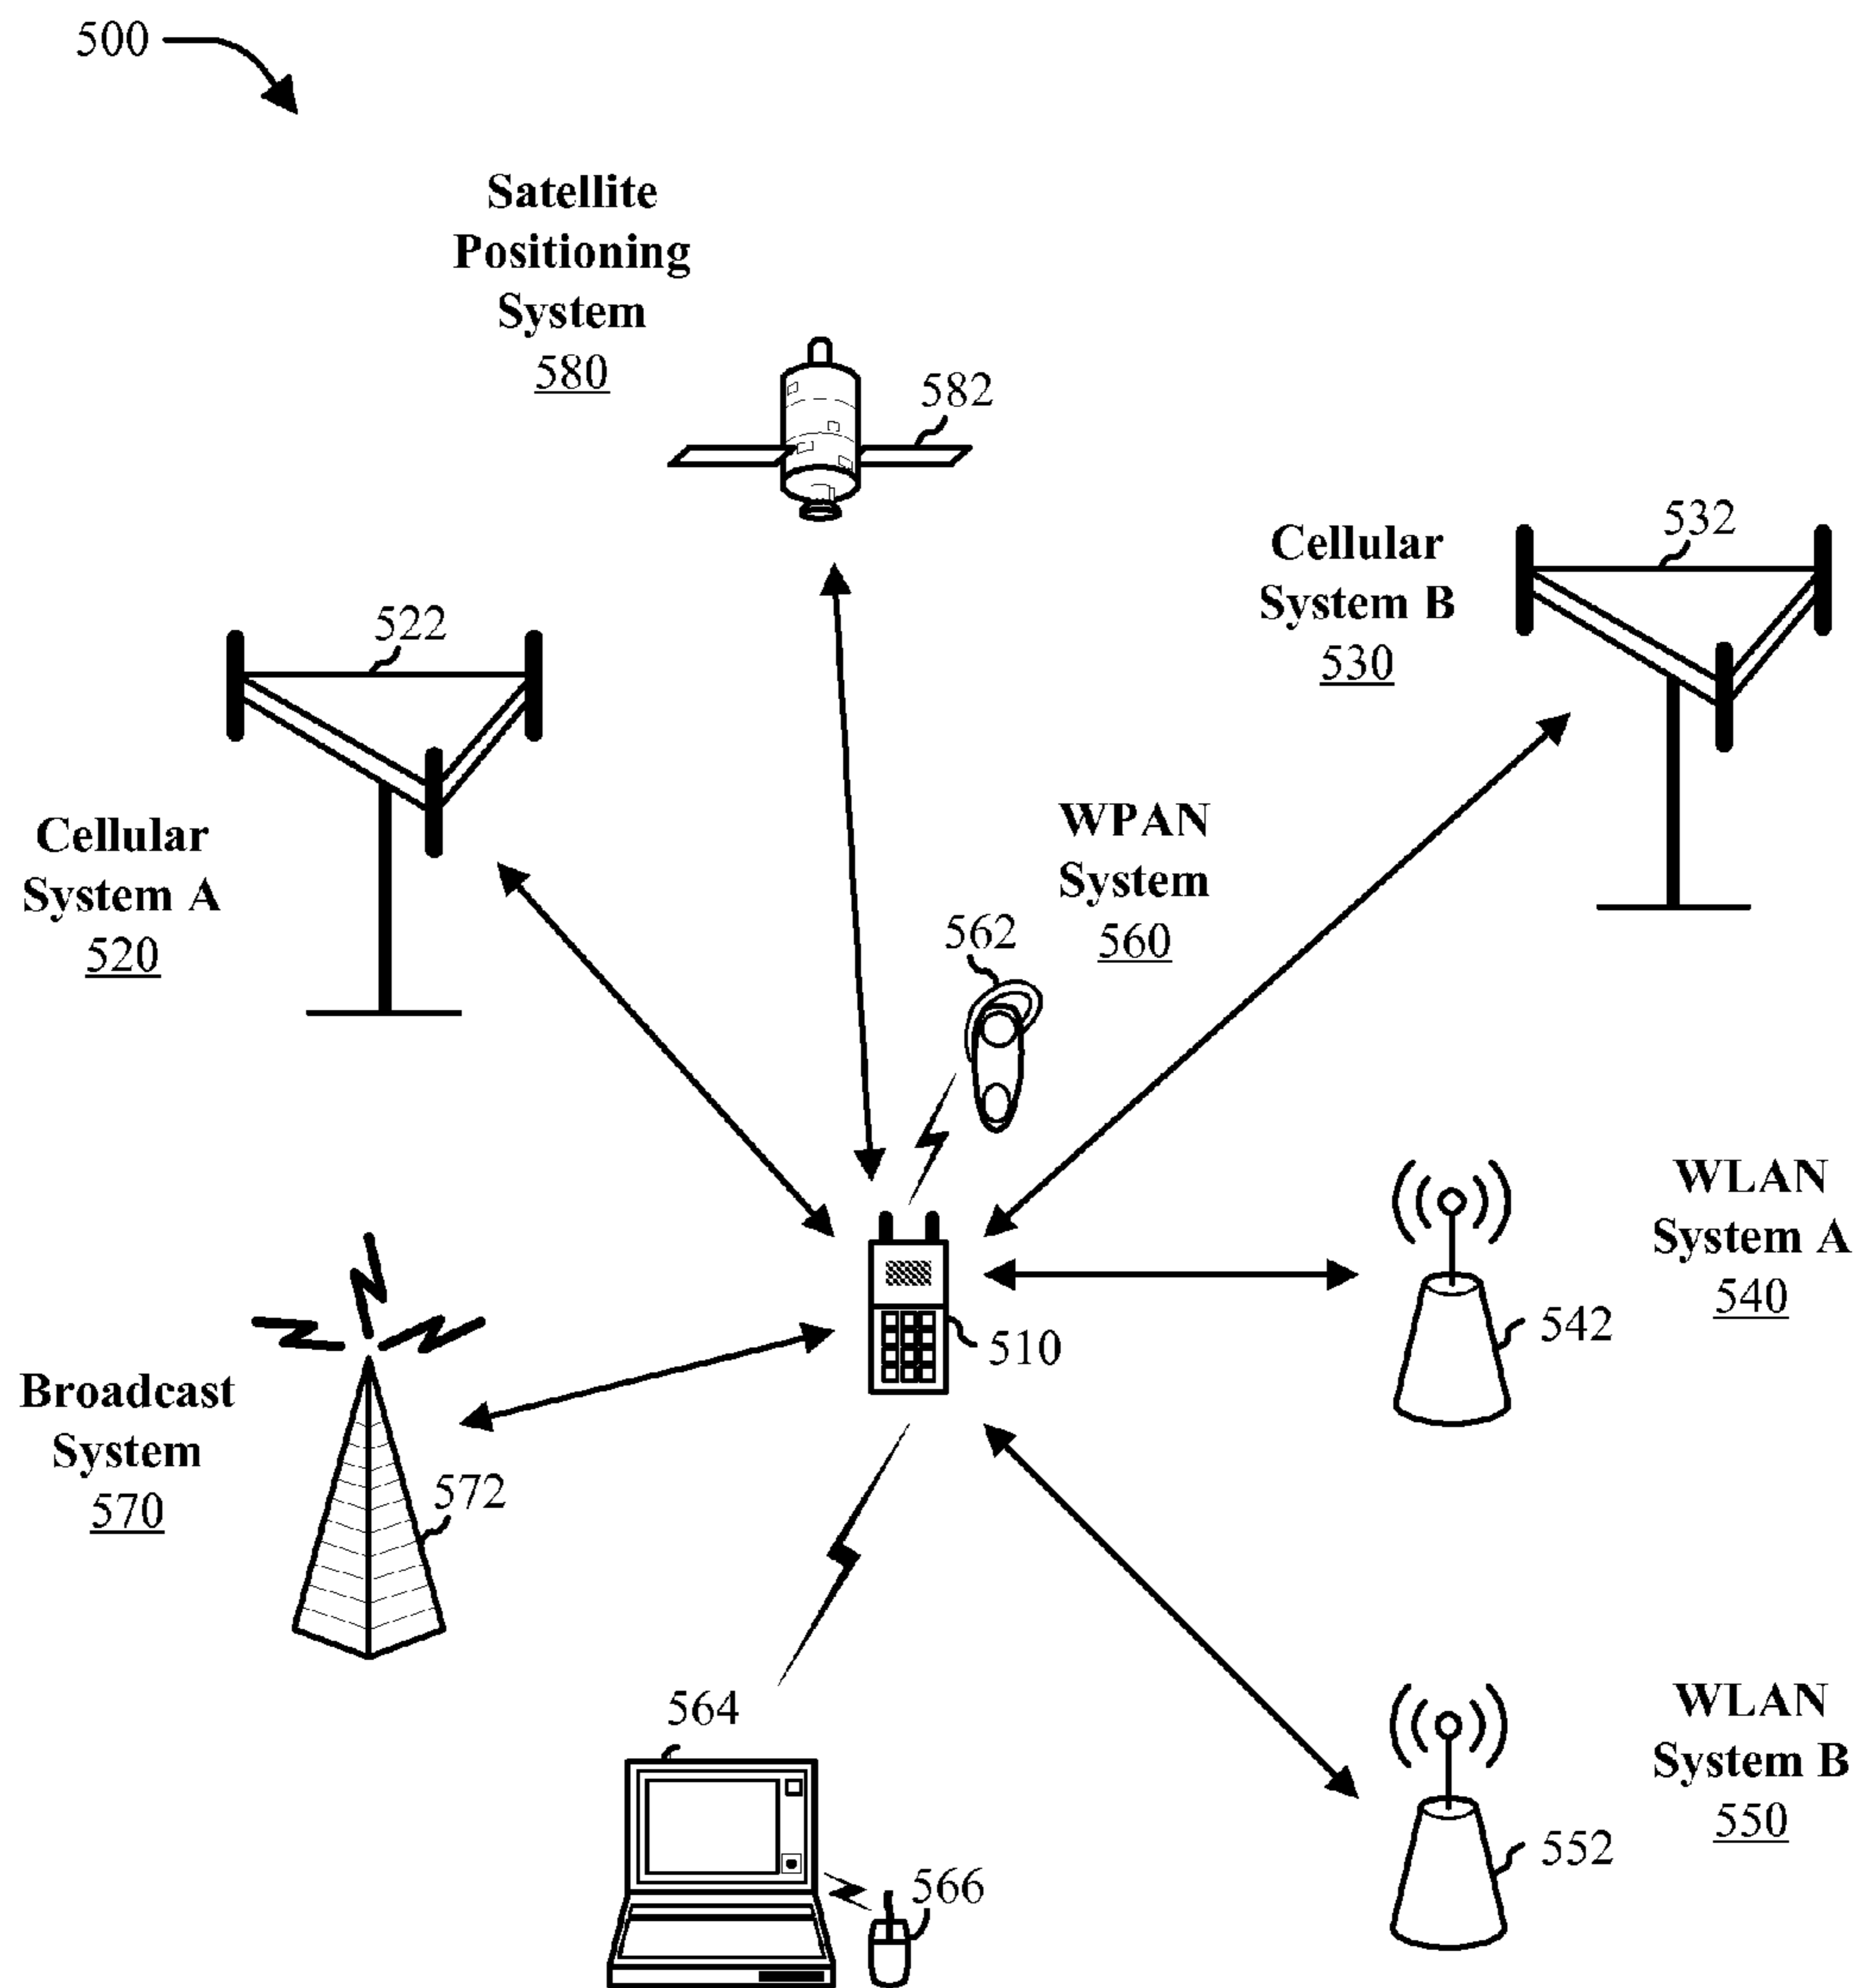 500
Satellite
Positioning
System
580
582
Cellular
System B
530
532
522
Cellular
System A
520
WPAN
System
560
562
WLAN
System A
540
542
510
Broadcast
System
570
572
564
566
WLAN
System B
550
552